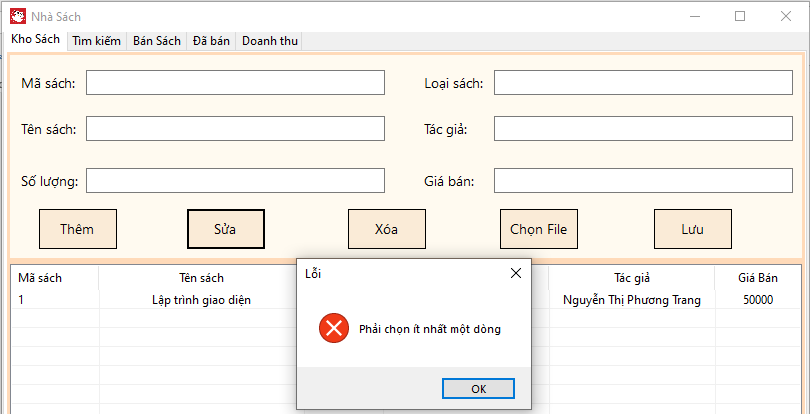 Nhà Sách
Kho Sách Tìm kiếm Bán Sách Đã bán Doanh thu
Mã sách: Loại sách:
Tên sách: Tác giả:
Số lượng: Giá bán:
Thêm Sửa Xóa Chọn File Lưu
Mã sách Tên sách Tác giả Giá Bán
1 Lập trình giao diện Nguyễn Thị Phương Trang 50000
Lỗi
Phải chọn ít nhất một dòng
OK